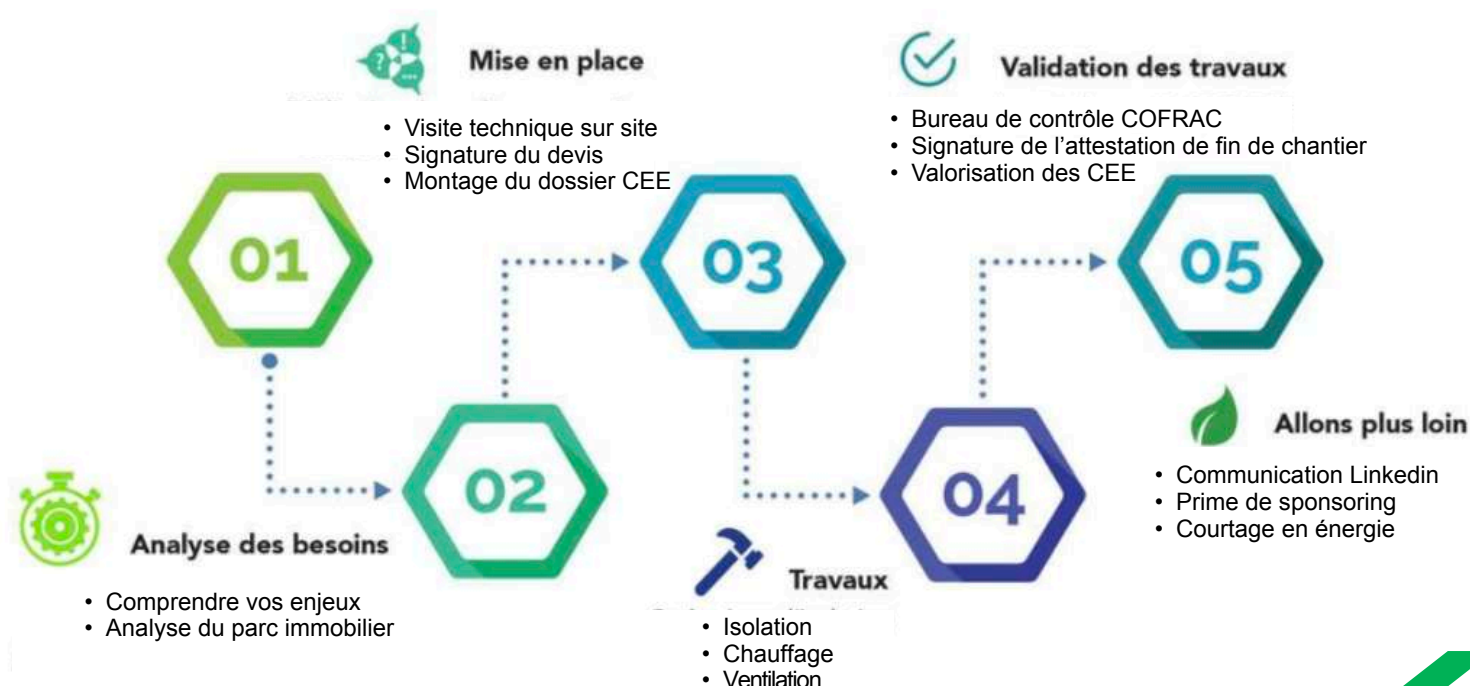 01
Analyse des besoins
• Comprendre vos enjeux
• Analyse du parc immobilier
02
Mise en place
• Visite technique sur site
• Signature du devis
• Montage du dossier CEE
03
Travaux
• Isolation
• Chauffage
• Ventilation
04
Validation des travaux
• Bureau de contrôle COFRAC
• Signature de l’attestation de fin de chantier
• Valorisation des CEE
05
Allons plus loin
• Communication Linkedin
• Prime de sponsoring
• Courtage en énergie